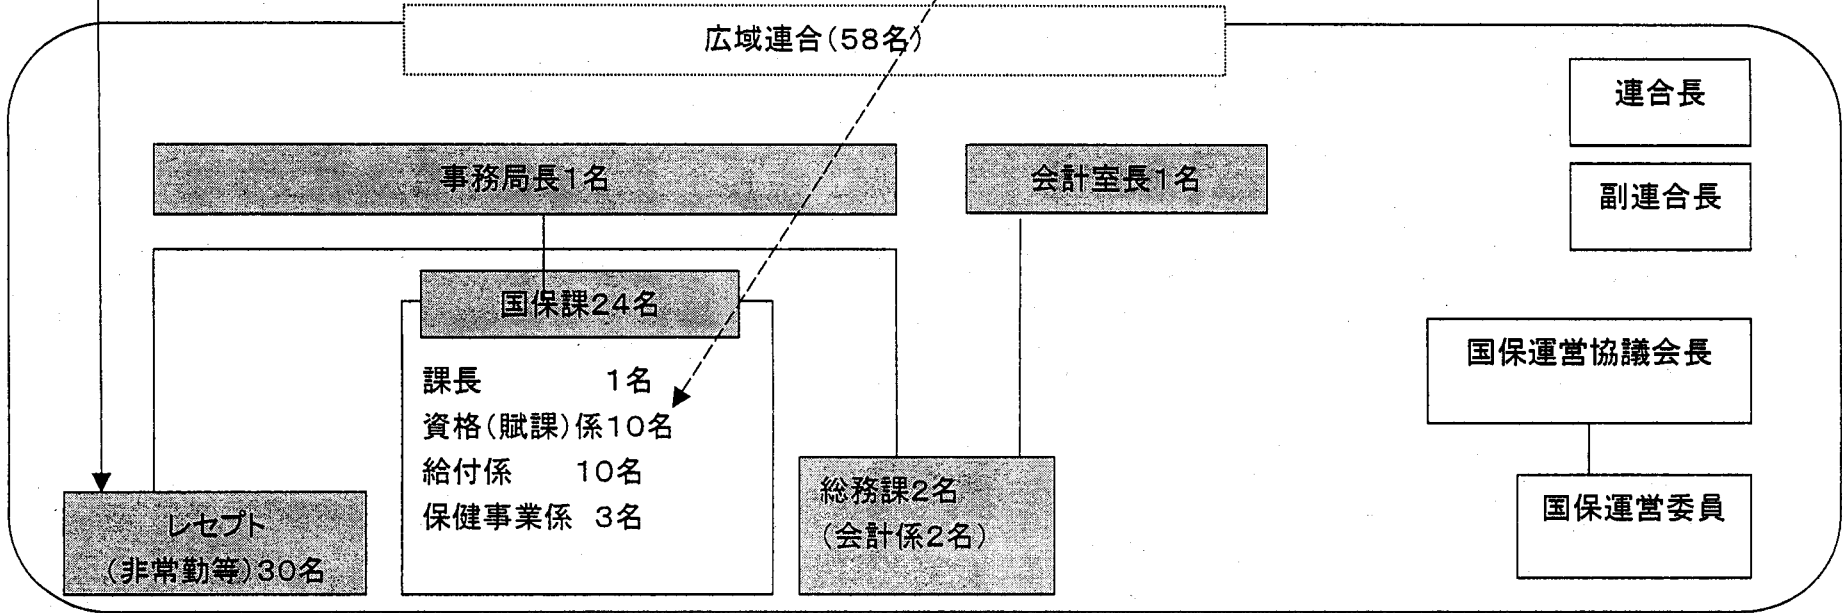 広域連合(58名)
連合長
副連合長
事務局長1名
会計室長1名
国保課24名
課長 1名
資格(賦課)係10名
給付係 10名
保健事業係 3名
レセプト
(非常勤等)30名
総務課2名
(会計係2名)
国保運営協議会長
国保運営委員